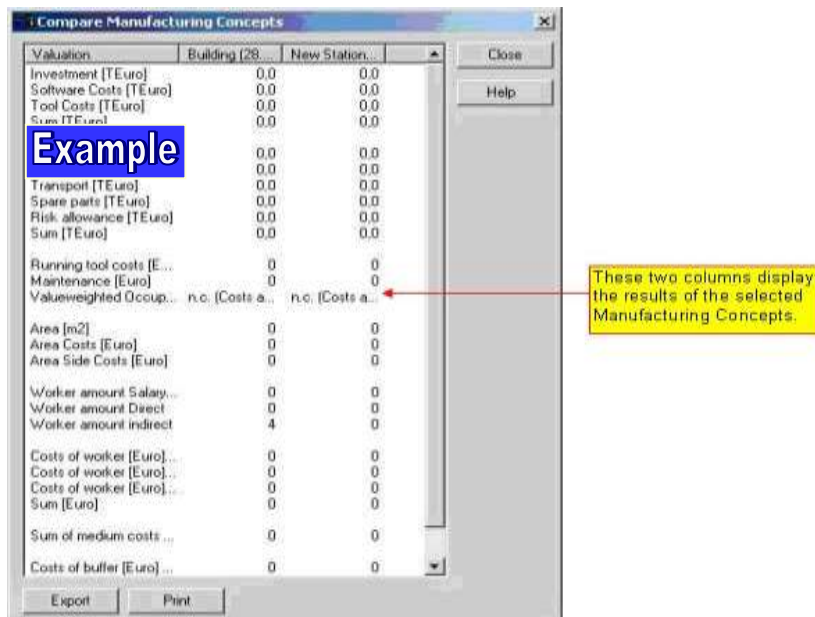 Compare Manufacturing Concepts
Valuation Building (28... New Station...
Close
Investment [TEuro] 0,0 0,0
Software Costs [TEuro] 0,0 0,0
Help
Tool Costs [TEuro] 0,0 0,0
Sum [TEuro] 0,0 0,0
Example
0,0 0,0
0,0 0,0
Transport [TEuro] 0,0 0,0
Spare parts [TEuro] 0,0 0,0
Risk allowance [TEuro] 0,0 0,0
Sum [TEuro] 0,0 0,0
Running tool costs [E... 0 0
Maintenance [Euro] 0 0
Valueweighted Occup... n.c. (Costs a... n.c. (Costs a...
These two columns display
the results of the selected
Manufacturing Concepts.
Area [m2] 0 0
Area Costs [Euro] 0 0
Area Side Costs [Euro] 0 0
Worker amount Salary... 0 0
Worker amount Direct 0 0
Worker amount indirect 4 0
Costs of worker [Euro]... 0 0
Costs of worker [Euro]... 0 0
Costs of worker [Euro]... 0 0
Sum [Euro] 0 0
Sum of medium costs ... 0 0
Costs of buffer [Euro] ... 0 0
Export Print